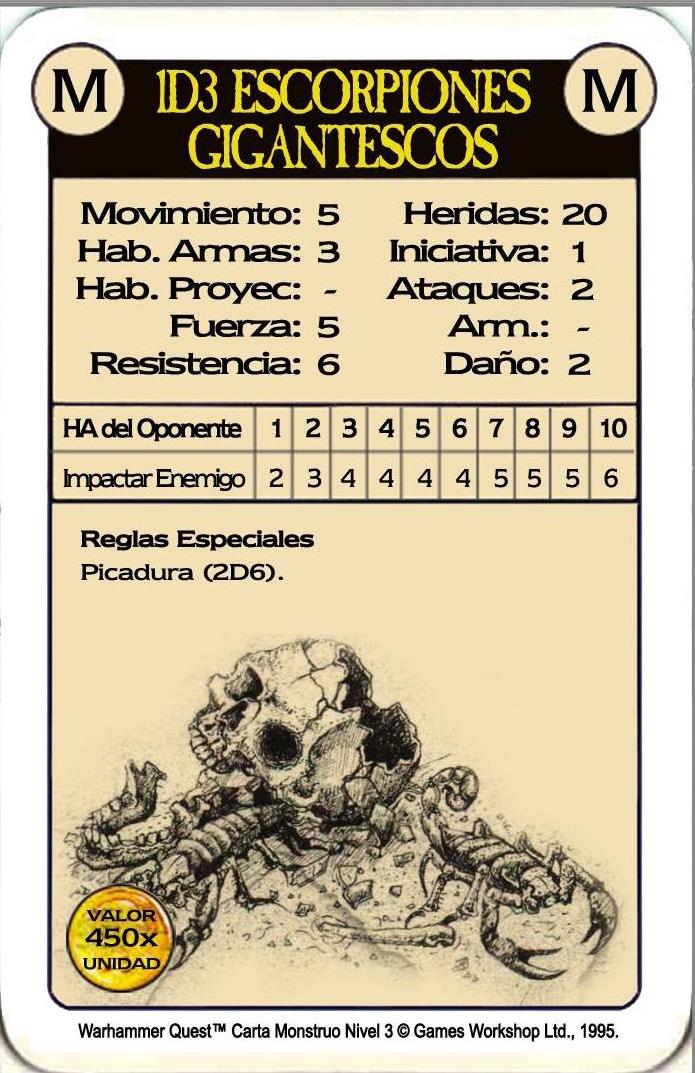 M 1D3 ESCORPIONES M
GIGANTESCOS
Movimiento: 5 Heridas: 20
Hab. Armas: 3 Iniciativa: 1
Hab. Proyec: - Ataques: 2
Fuerza: 5 Arm.: -
Resistencia: 6 Daño: 2
HA del Oponente 1 2 3 4 5 6 7 8 9 10
Impactar Enemigo 2 3 4 4 4 4 5 5 5 6
Reglas Especiales
Picadura (2D6).
VALOR
450x
UNIDAD
Warhammer Quest™ Carta Monstruo Nivel 3 © Games Workshop Ltd., 1995.